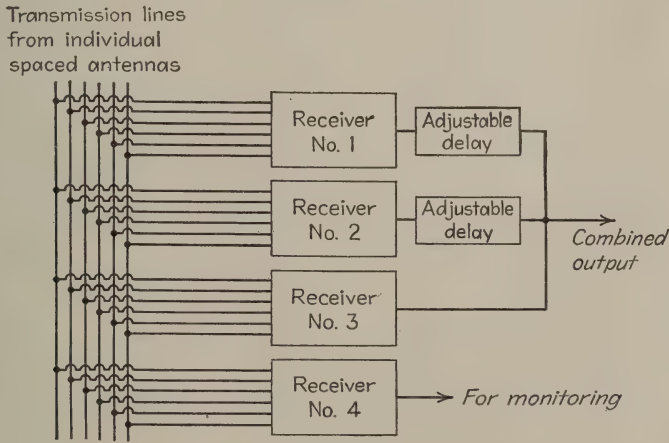 Transmission lines
from individual
spaced antennas
Receiver
No. 1
Adjustable
delay
Receiver
No. 2
Adjustable
delay
Combined
output
Receiver
No. 3
Receiver
No. 4
For monitoring